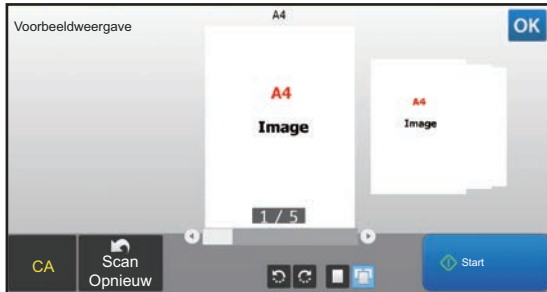 Voorbeeldweergave
A4
OK
A4
Image
A4
Image
1 / 5
CA
Scan
Opnieuw
Start